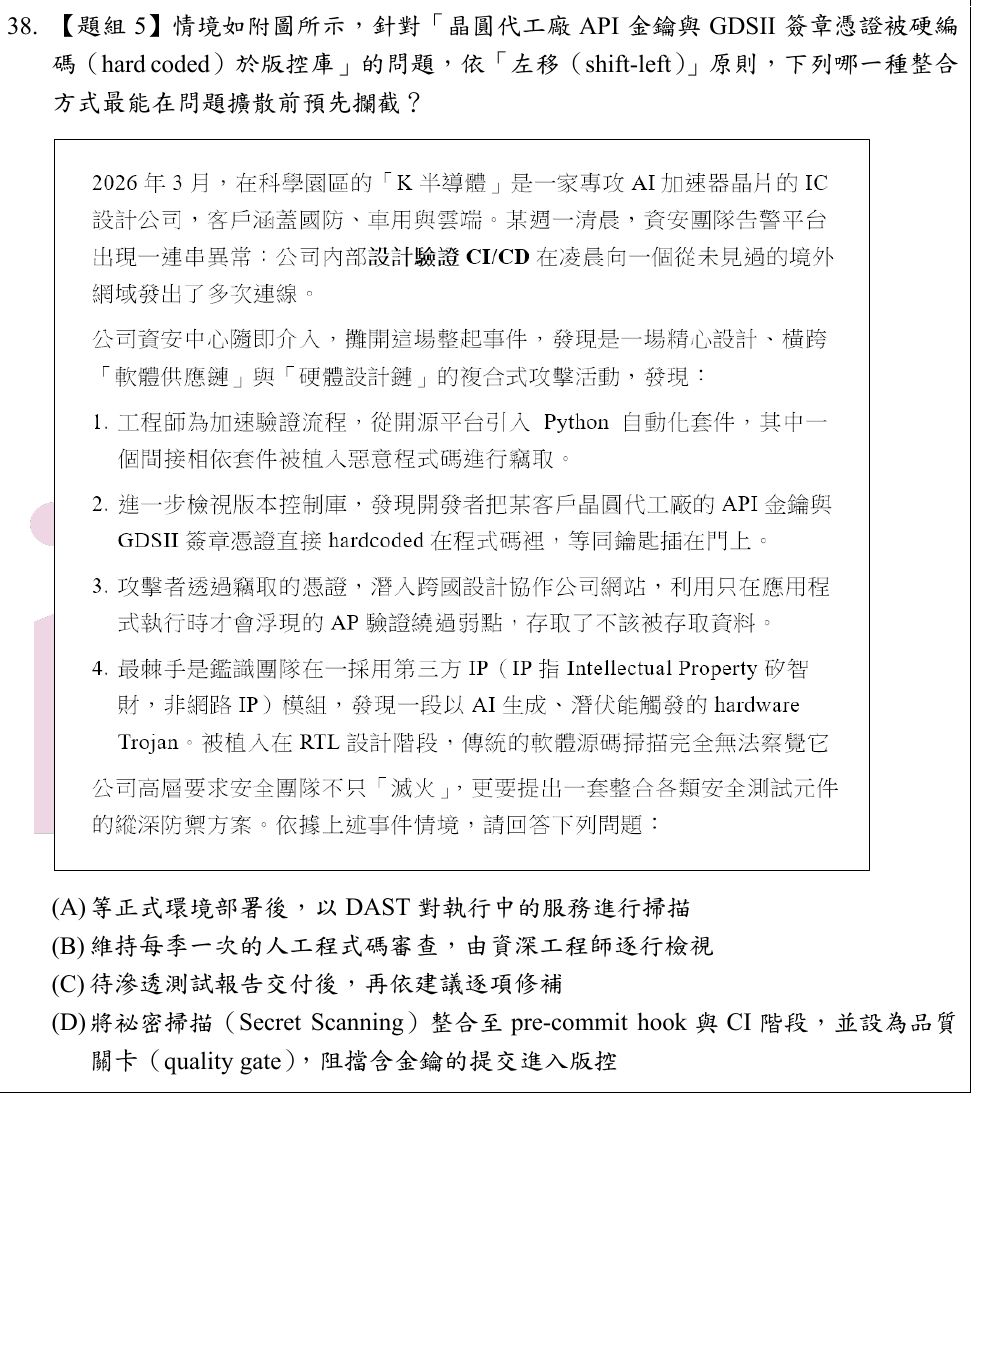 38. 【題組 5】情境如附圖所示，針對「晶圓代工廠 API 金鑰與 GDSII 簽章憑證被硬編
碼（hard coded）於版控庫」的問題，依「左移（shift-left）」原則，下列哪一種整合
方式最能在問題擴散前預先攔截？
2026 年 3 月，在科學園區的「K 半導體」是一家專攻 AI 加速器晶片的 IC
設計公司，客戶涵蓋國防、車用與雲端。某週一清晨，資安團隊告警平台
出現一連串異常：公司內部設計驗證 CI/CD 在凌晨向一個從未見過的境外
網域發出了多次連線。
公司資安中心隨即介入，攤開這場整起事件，發現是一場精心設計、橫跨
「軟體供應鏈」與「硬體設計鏈」的複合式攻擊活動，發現：
1. 工程師為加速驗證流程，從開源平台引入 Python 自動化套件，其中一
個間接相依套件被植入惡意程式碼進行竊取。
2. 進一步檢視版本控制庫，發現開發者把某客戶晶圓代工廠的 API 金鑰與
GDSII 簽章憑證直接 hardcoded 在程式碼裡，等同鑰匙插在門上。
3. 攻擊者透過竊取的憑證，潛入跨國設計協作公司網站，利用只在應用程
式執行時才會浮現的 AP 驗證繞過弱點，存取了不該被存取資料。
4. 最棘手是鑑識團隊在一採用第三方 IP（IP 指 Intellectual Property 矽智
財，非網路 IP）模組，發現一段以 AI 生成、潛伏能觸發的 hardware
Trojan。被植入在 RTL 設計階段，傳統的軟體源碼掃描完全無法察覺它
公司高層要求安全團隊不只「滅火」，更要提出一套整合各類安全測試元件
的縱深防禦方案。依據上述事件情境，請回答下列問題：
(A) 等正式環境部署後，以 DAST 對執行中的服務進行掃描
(B) 維持每季一次的人工程式碼審查，由資深工程師逐行檢視
(C) 待滲透測試報告交付後，再依建議逐項修補
(D) 將祕密掃描（Secret Scanning）整合至 pre-commit hook 與 CI 階段，並設為品質
關卡（quality gate），阻擋含金鑰的提交進入版控